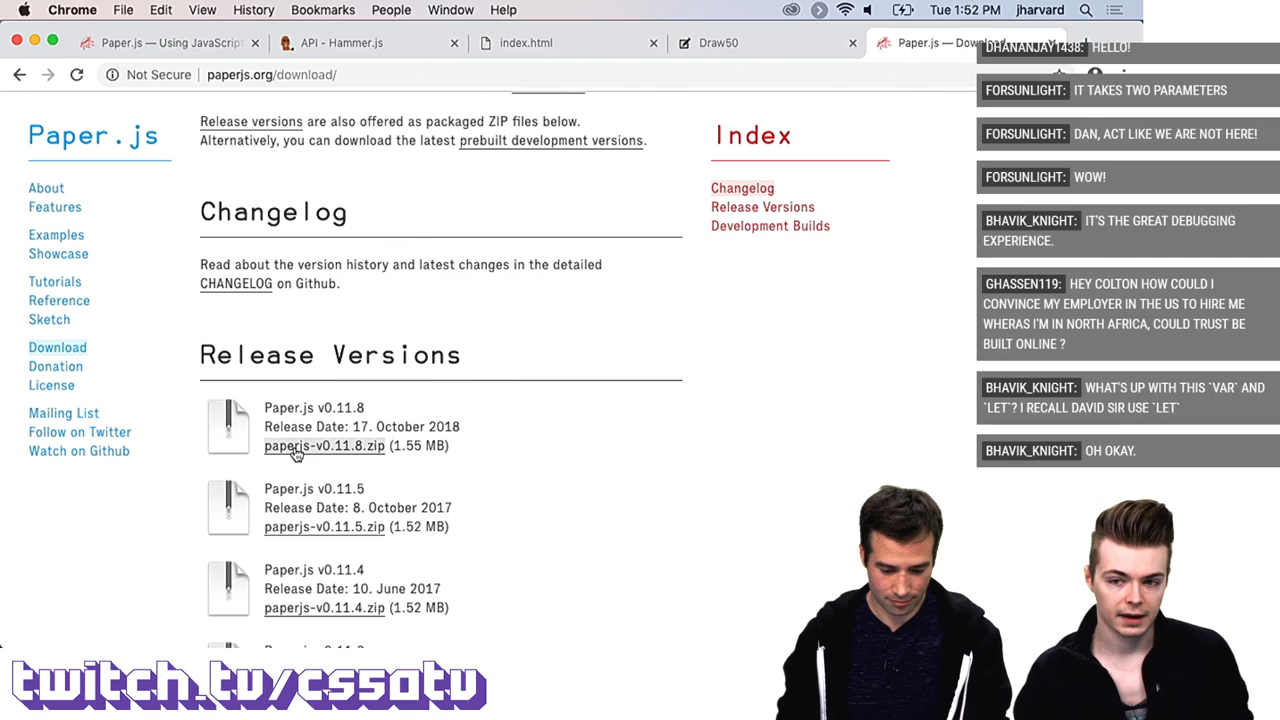 Chrome File Edit View History Bookmarks People Window Help Tue 1:52 PM jharvard
Paper.js — Using JavaScript
API - Hammer.js
index.html
Draw50
Paper.js — Downl
Not Secure
paperjs.org/download/
Paper.js
About
Features
Examples
Showcase
Tutorials
Reference
Sketch
Download
Donation
License
Mailing List
Follow on Twitter
Watch on Github
Release versions are also offered as packaged ZIP files below.
Alternatively, you can download the latest prebuilt development versions.
Changelog
Read about the version history and latest changes in the detailed
CHANGELOG on Github.
Release Versions
Paper.js v0.11.8
Release Date: 17. October 2018
paperjs-v0.11.8.zip (1.55 MB)
Paper.js v0.11.5
Release Date: 8. October 2017
paperjs-v0.11.5.zip (1.52 MB)
Paper.js v0.11.4
Release Date: 10. June 2017
paperjs-v0.11.4.zip (1.52 MB)
Index
Changelog
Release Versions
Development Builds
DHANANJAY1438: HELLO!
FORSUNLIGHT: IT TAKES TWO PARAMETERS
FORSUNLIGHT: DAN, ACT LIKE WE ARE NOT HERE!
FORSUNLIGHT: WOW!
BHAVIK_KNIGHT: IT'S THE GREAT DEBUGGING
EXPERIENCE.
GHASSEN119: HEY COLTON HOW COULD I
CONVINCE MY EMPLOYER IN THE US TO HIRE ME
WHERAS I'M IN NORTH AFRICA, COULD TRUST BE
BUILT ONLINE ?
BHAVIK_KNIGHT: WHAT'S UP WITH THIS `VAR` AND
`LET`? I RECALL DAVID SIR USE `LET`
BHAVIK_KNIGHT: OH OKAY.
twitch.tv/cs50tv